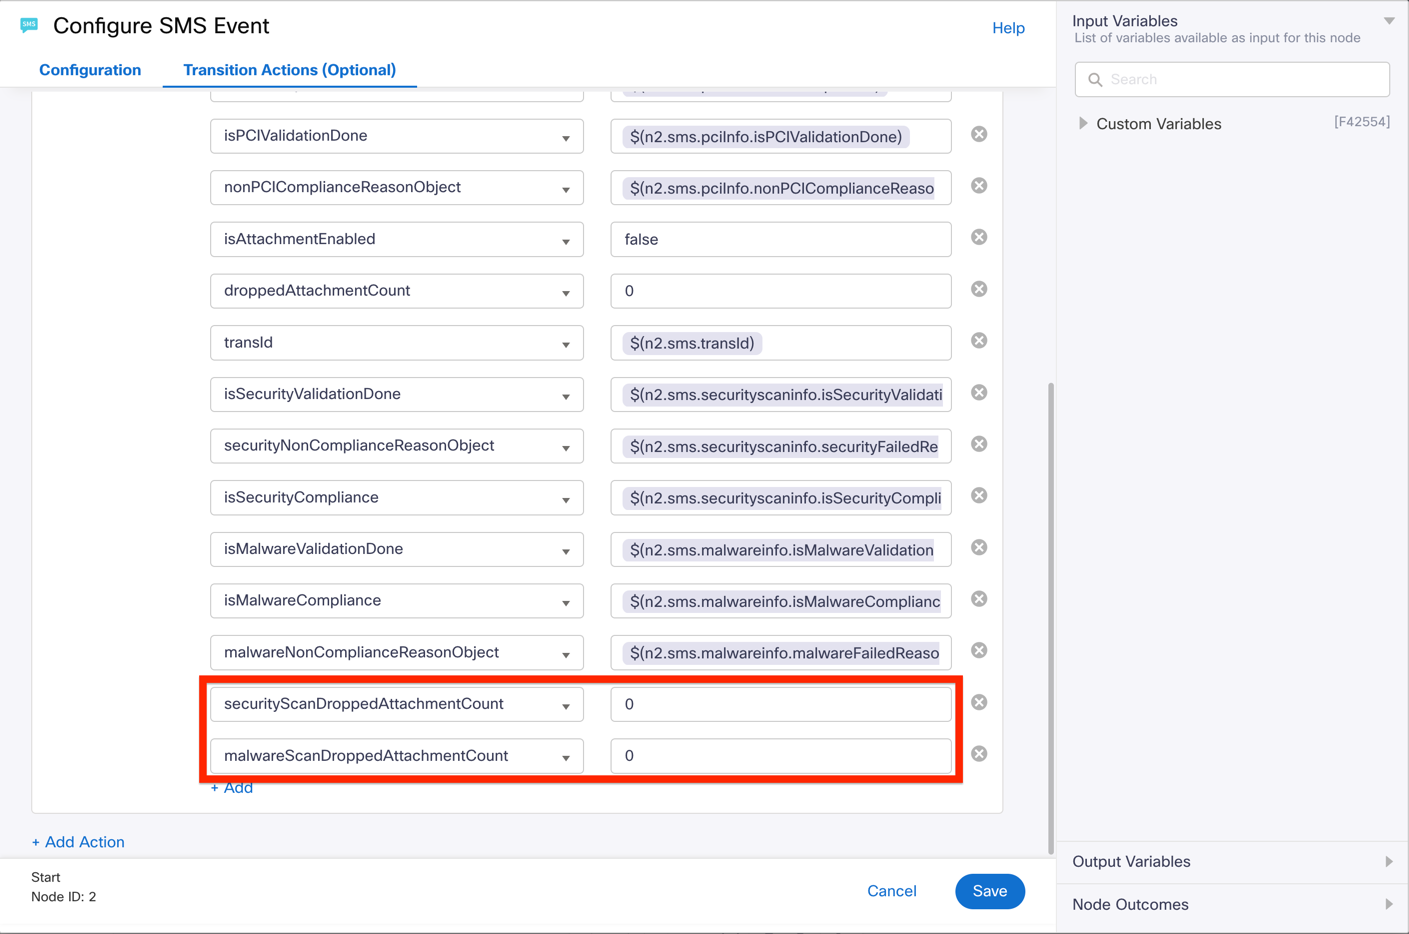 SMS Configure SMS Event
Help
Configuration
Transition Actions (Optional)
isPCIValidationDone $(n2.sms.pciInfo.isPCIValidationDone)
nonPCIComplianceReasonObject $(n2.sms.pciInfo.nonPCIComplianceReaso
isAttachmentEnabled false
droppedAttachmentCount 0
transId $(n2.sms.transId)
isSecurityValidationDone $(n2.sms.securityscaninfo.isSecurityValidati
securityNonComplianceReasonObject $(n2.sms.securityscaninfo.securityFailedRe
isSecurityCompliance $(n2.sms.securityscaninfo.isSecurityCompli
isMalwareValidationDone $(n2.sms.malwareinfo.isMalwareValidation
isMalwareCompliance $(n2.sms.malwareinfo.isMalwareComplianc
malwareNonComplianceReasonObject $(n2.sms.malwareinfo.malwareFailedReaso
securityScanDroppedAttachmentCount 0
malwareScanDroppedAttachmentCount 0
+ Add
+ Add Action
Start
Node ID: 2
Cancel
Save
Input Variables
List of variables available as input for this node
Search
Custom Variables [F42554]
Output Variables
Node Outcomes